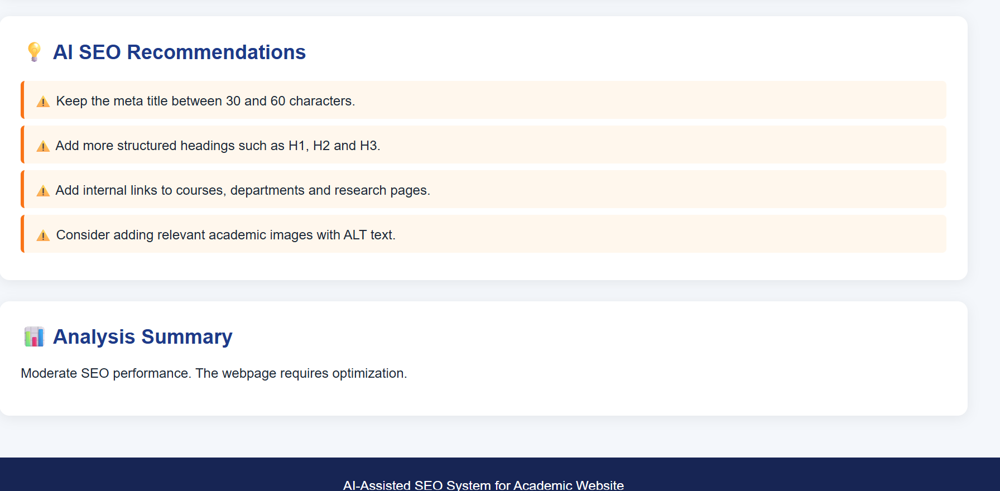 AI SEO Recommendations
Keep the meta title between 30 and 60 characters.
Add more structured headings such as H1, H2 and H3.
Add internal links to courses, departments and research pages.
Consider adding relevant academic images with ALT text.
Analysis Summary
Moderate SEO performance. The webpage requires optimization.
AI-Assisted SEO System for Academic Website